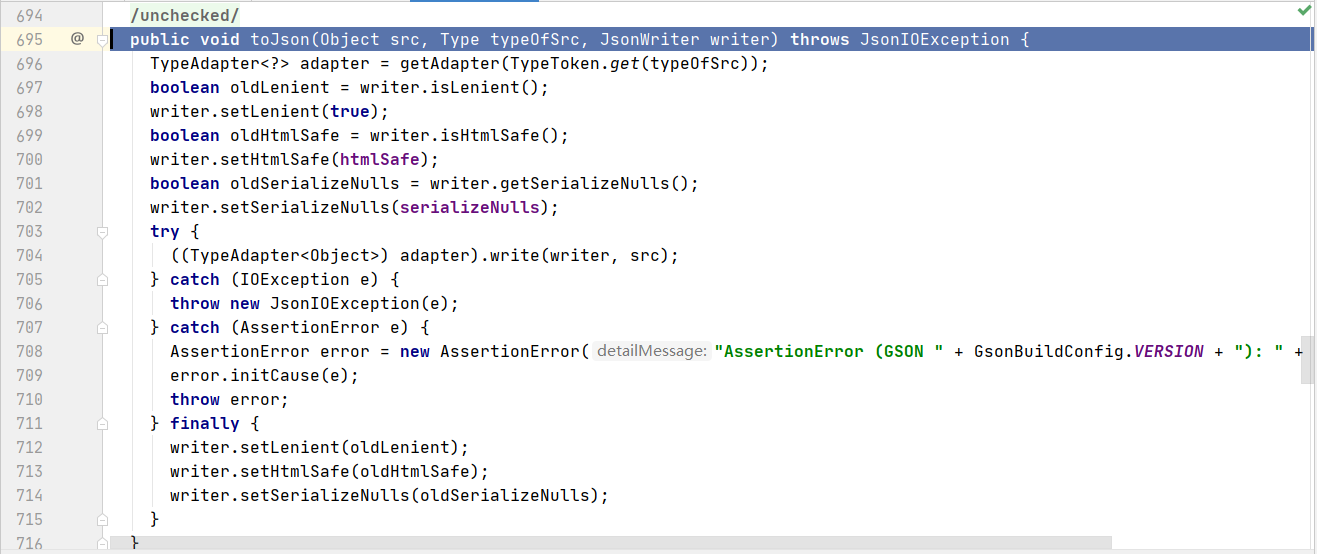 694 /unchecked/
695 @ public void toJson(Object src, Type typeOfSrc, JsonWriter writer) throws JsonIOException {
696 TypeAdapter<?> adapter = getAdapter(TypeToken.get(typeOfSrc));
697 boolean oldLenient = writer.isLenient();
698 writer.setLenient(true);
699 boolean oldHtmlSafe = writer.isHtmlSafe();
700 writer.setHtmlSafe(htmlSafe);
701 boolean oldSerializeNulls = writer.getSerializeNulls();
702 writer.setSerializeNulls(serializeNulls);
703 try {
704 ((TypeAdapter<Object>) adapter).write(writer, src);
705 } catch (IOException e) {
706 throw new JsonIOException(e);
707 } catch (AssertionError e) {
708 AssertionError error = new AssertionError( detailMessage: "AssertionError (GSON " + GsonBuildConfig.VERSION + "): " +
709 error.initCause(e);
710 throw error;
711 } finally {
712 writer.setLenient(oldLenient);
713 writer.setHtmlSafe(oldHtmlSafe);
714 writer.setSerializeNulls(oldSerializeNulls);
715 }
716 }